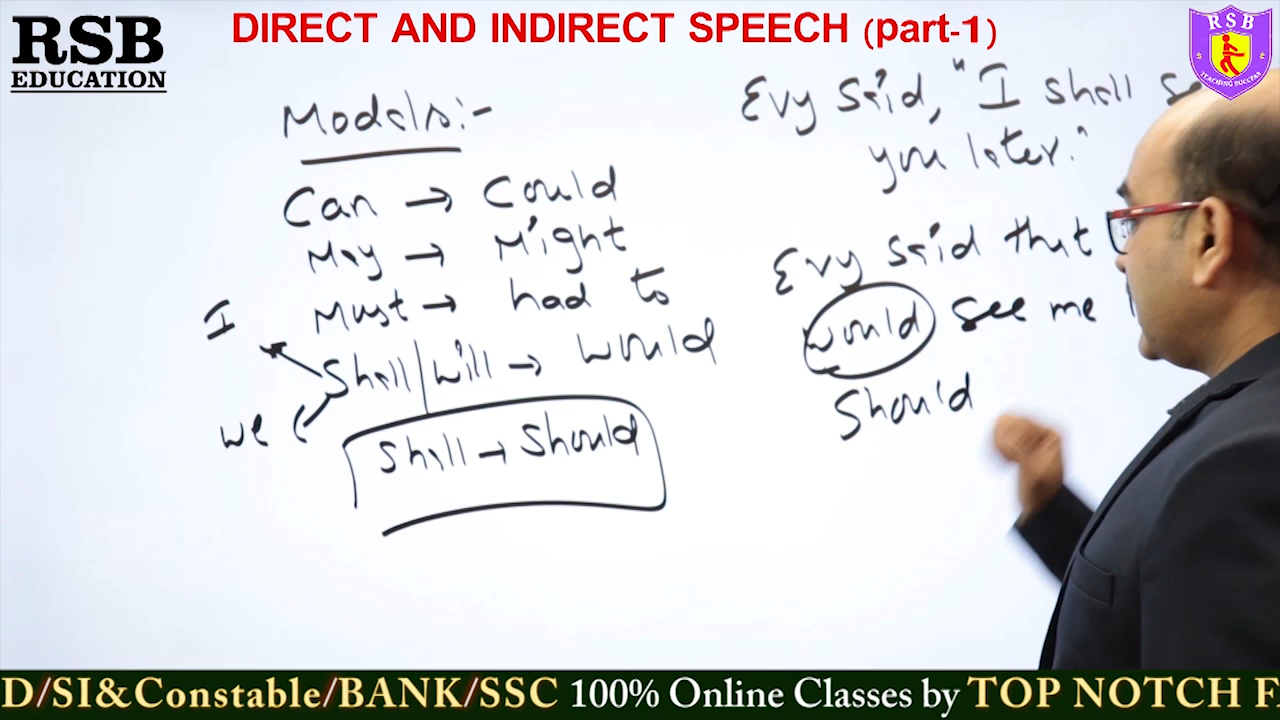 RSB
EDUCATION
DIRECT AND INDIRECT SPEECH (part-1)
RSB
TEACHING SUCCESS
Models:-
Can → Could
May → Might
Must → had to
I
Shall/Will → Would
we
Shall → Should
Evy Said, "I shall
you later."
Evy Said that
would see me
Should
D/SI&Constable/BANK/SSC 100% Online Classes by TOP NOTCH